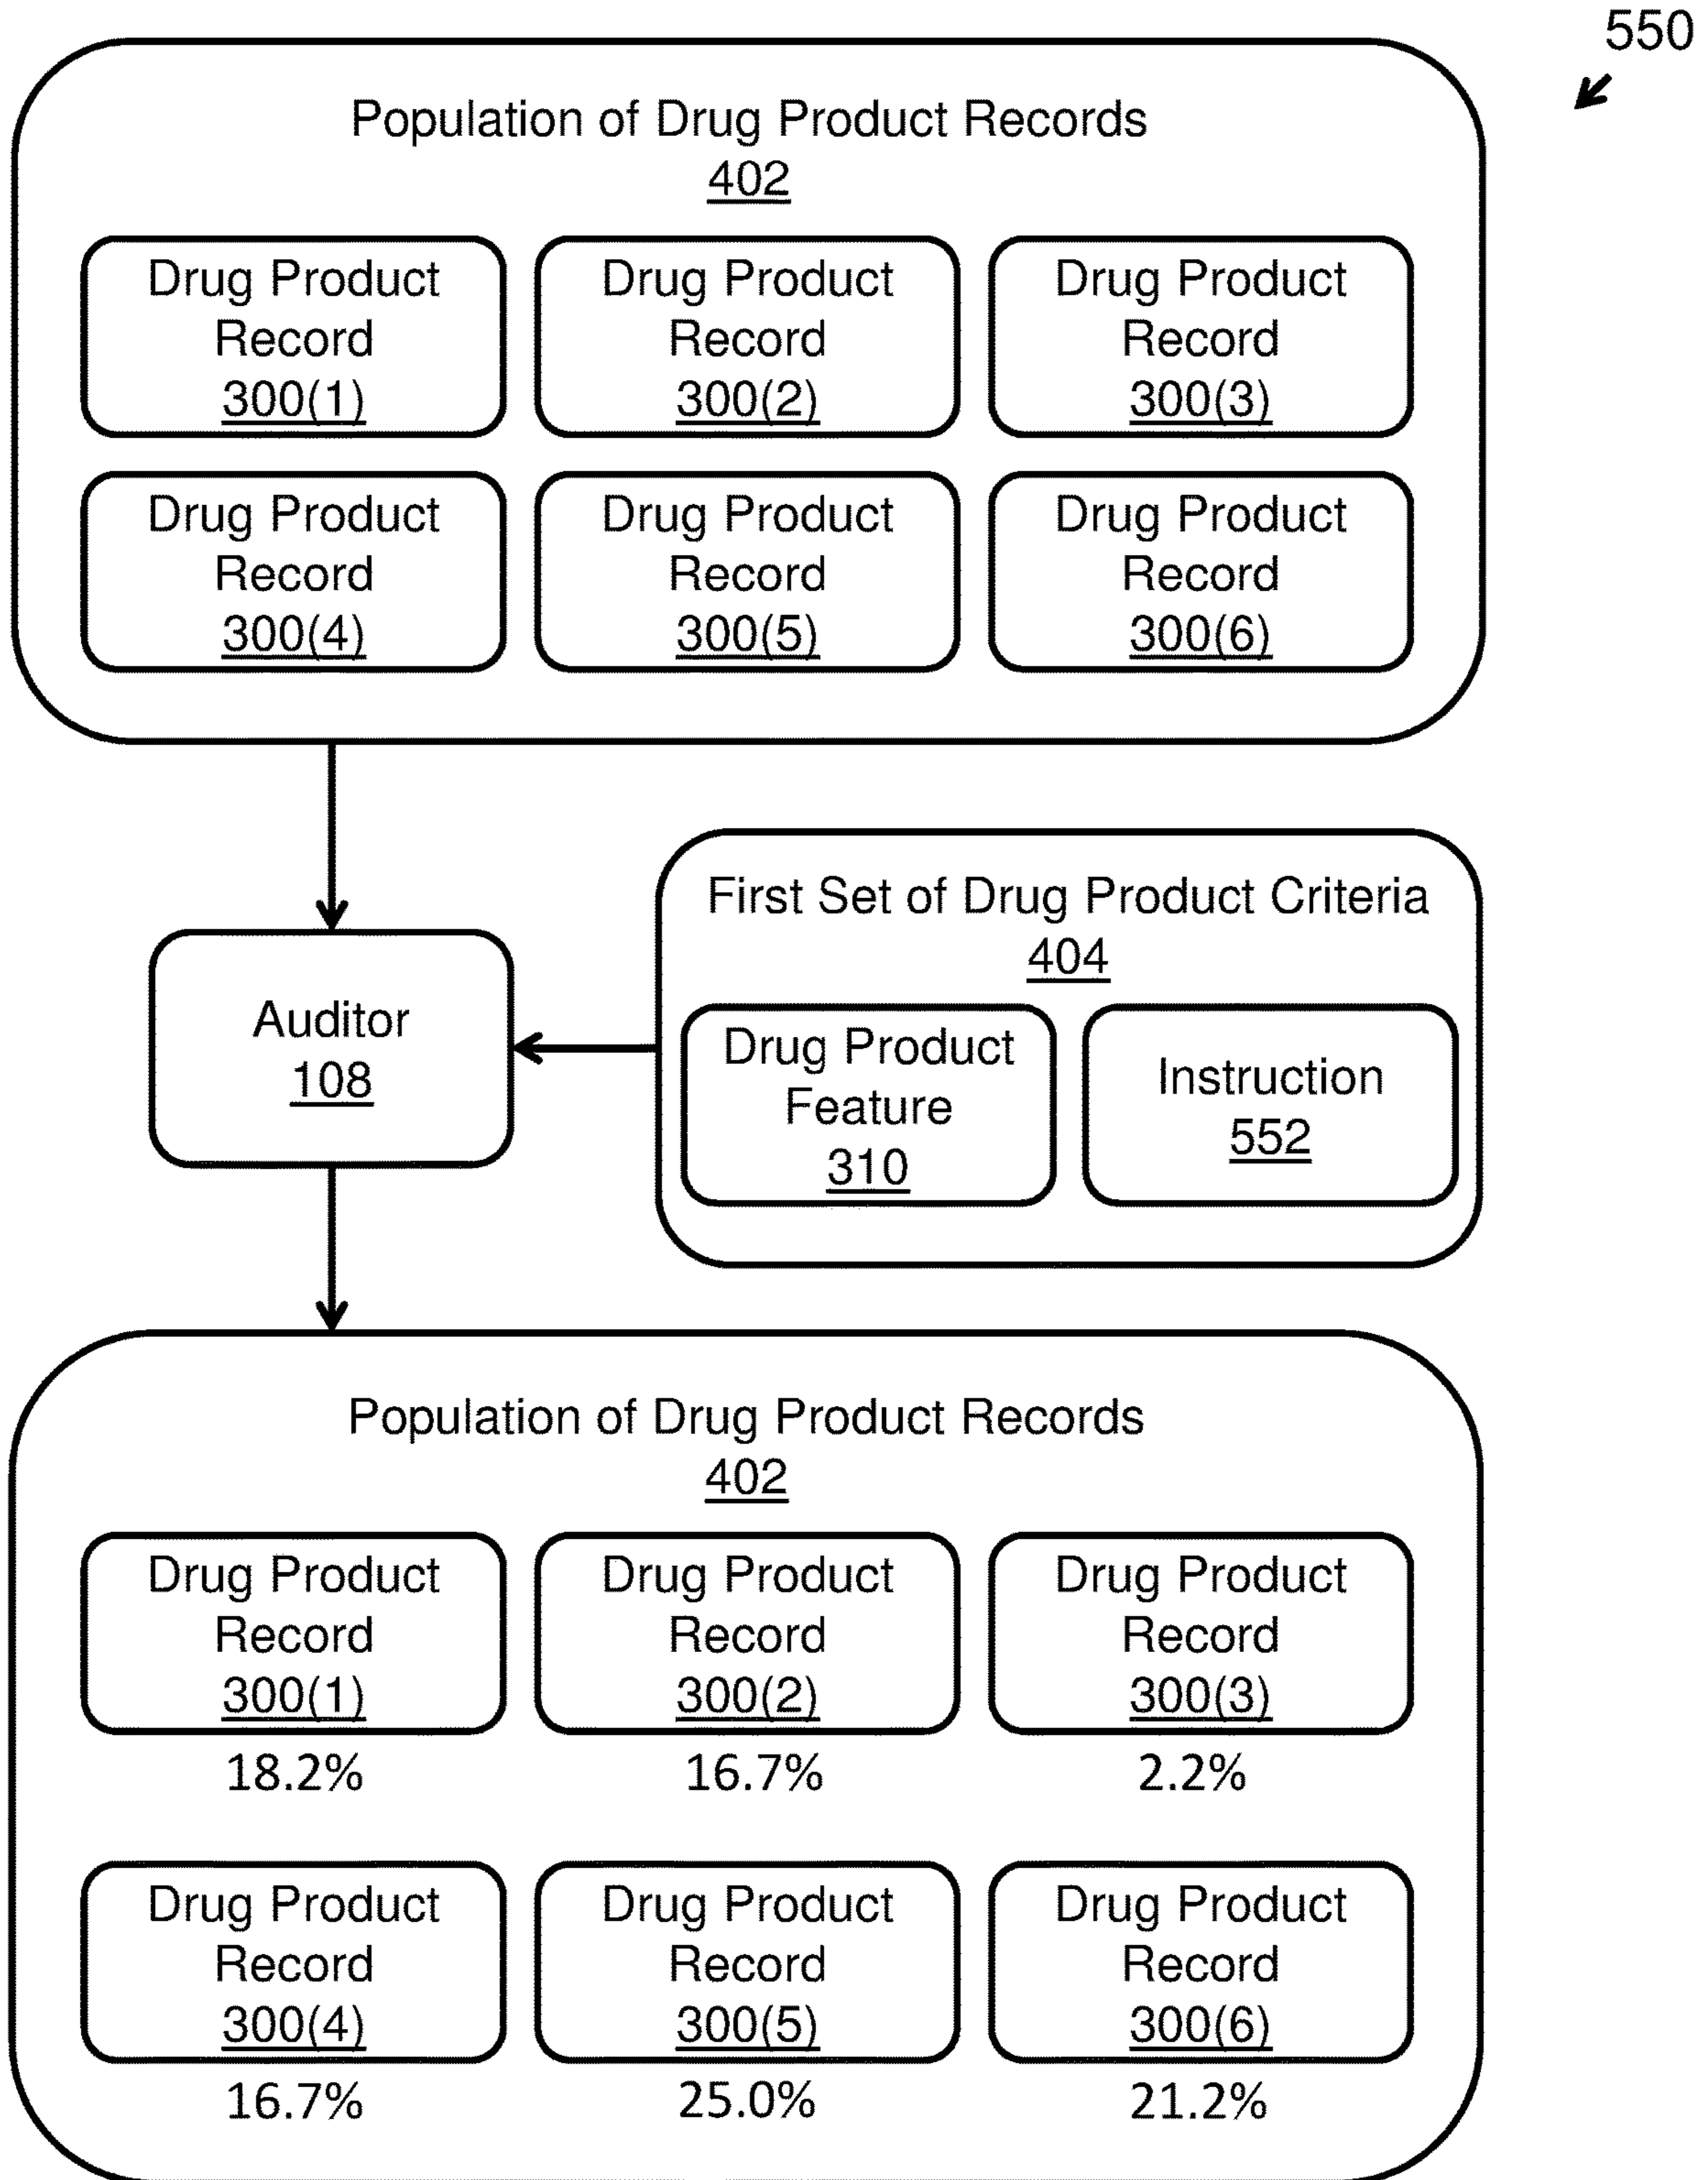 550
Population of Drug Product Records
402
Drug Product
Record
300(1)
Drug Product
Record
300(2)
Drug Product
Record
300(3)
Drug Product
Record
300(4)
Drug Product
Record
300(5)
Drug Product
Record
300(6)
First Set of Drug Product Criteria
404
Auditor
108
Drug Product
Feature
310
Instruction
552
Population of Drug Product Records
402
Drug Product
Record
300(1)
18.2%
Drug Product
Record
300(2)
16.7%
Drug Product
Record
300(3)
2.2%
Drug Product
Record
300(4)
16.7%
Drug Product
Record
300(5)
25.0%
Drug Product
Record
300(6)
21.2%